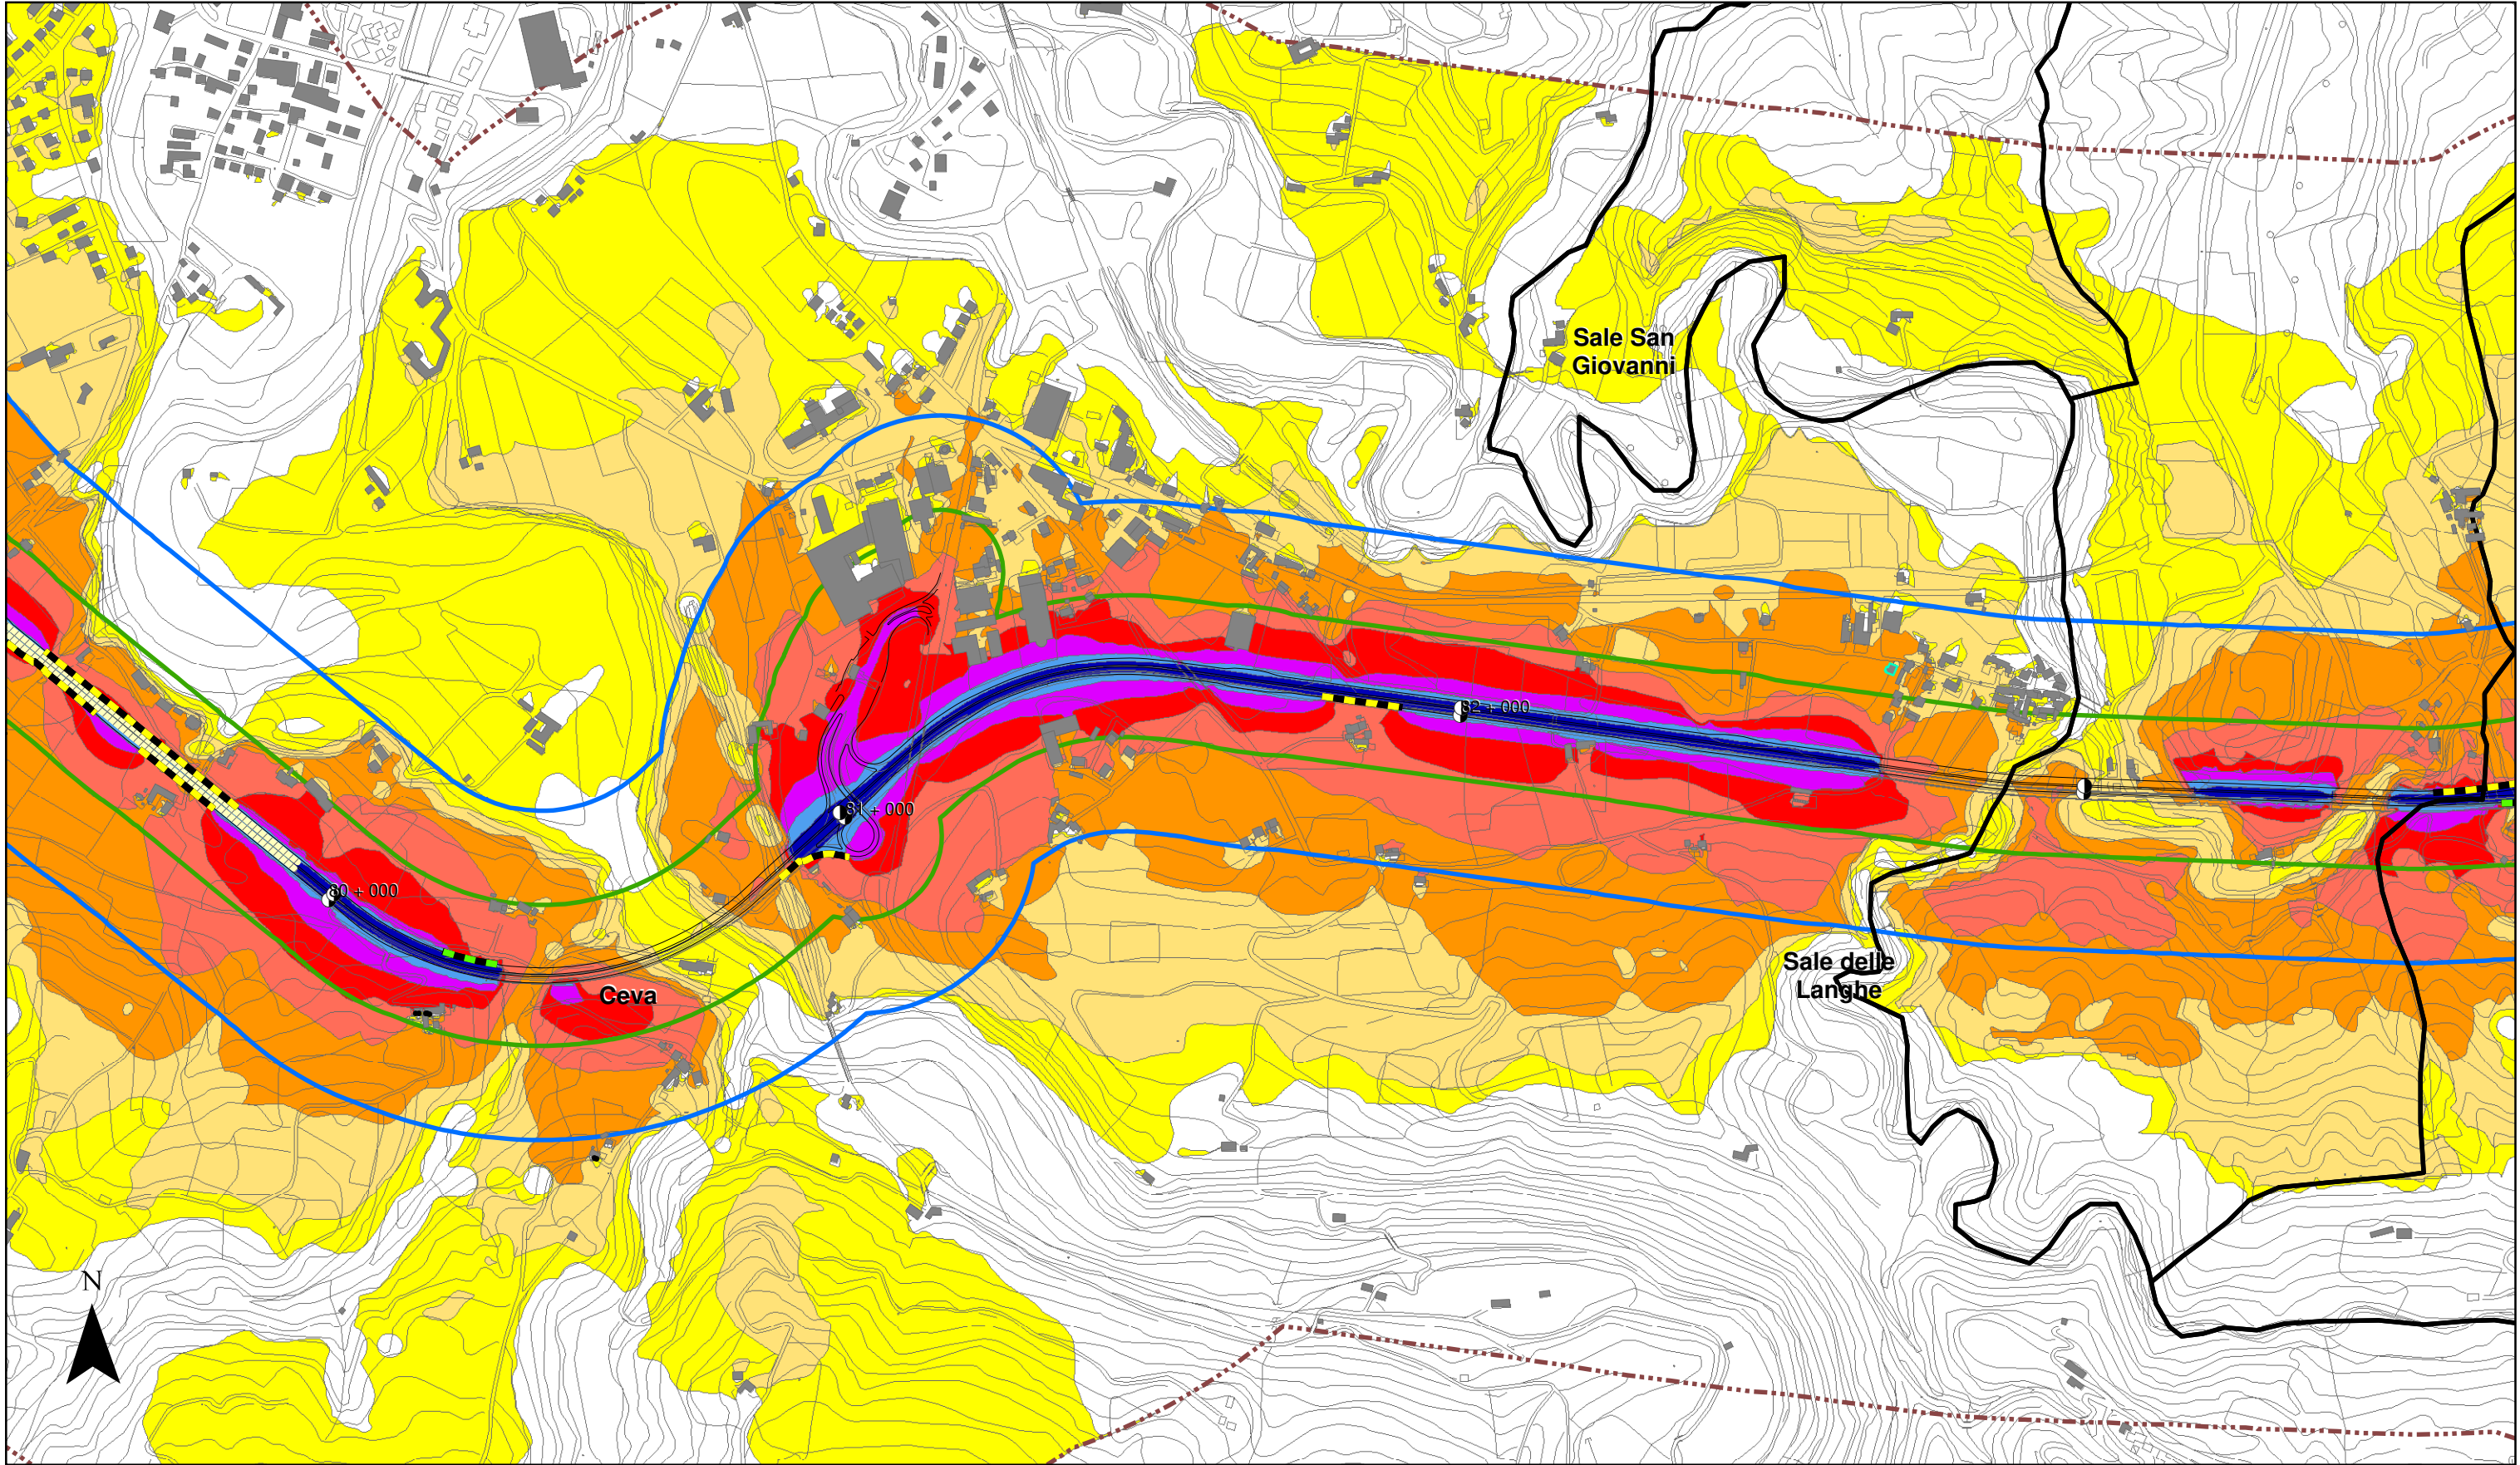 Sale San
Giovanni
82 + 000
81 + 000
80 + 000
Sale delle
Langhe
Ceva
N